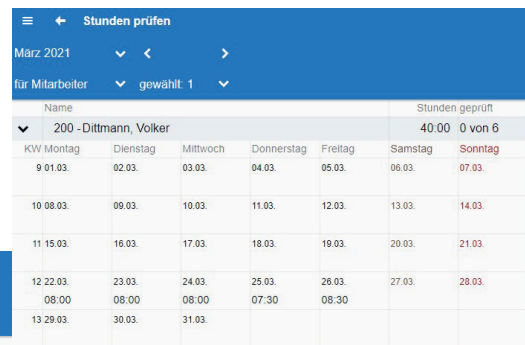 Stunden prüfen
März 2021
für Mitarbeiter gewählt: 1
Name Stunden geprüft
200 - Dittmann, Volker 40:00 0 von 6
KW Montag Dienstag Mittwoch Donnerstag Freitag Samstag Sonntag
9 01.03. 02.03. 03.03. 04.03. 05.03. 06.03. 07.03.
10 08.03. 09.03. 10.03. 11.03. 12.03. 13.03. 14.03.
11 15.03. 16.03. 17.03. 18.03. 19.03. 20.03. 21.03.
12 22.03. 23.03. 24.03. 25.03. 26.03. 27.03. 28.03.
08:00 08:00 08:00 07:30 08:30
13 29.03. 30.03. 31.03.